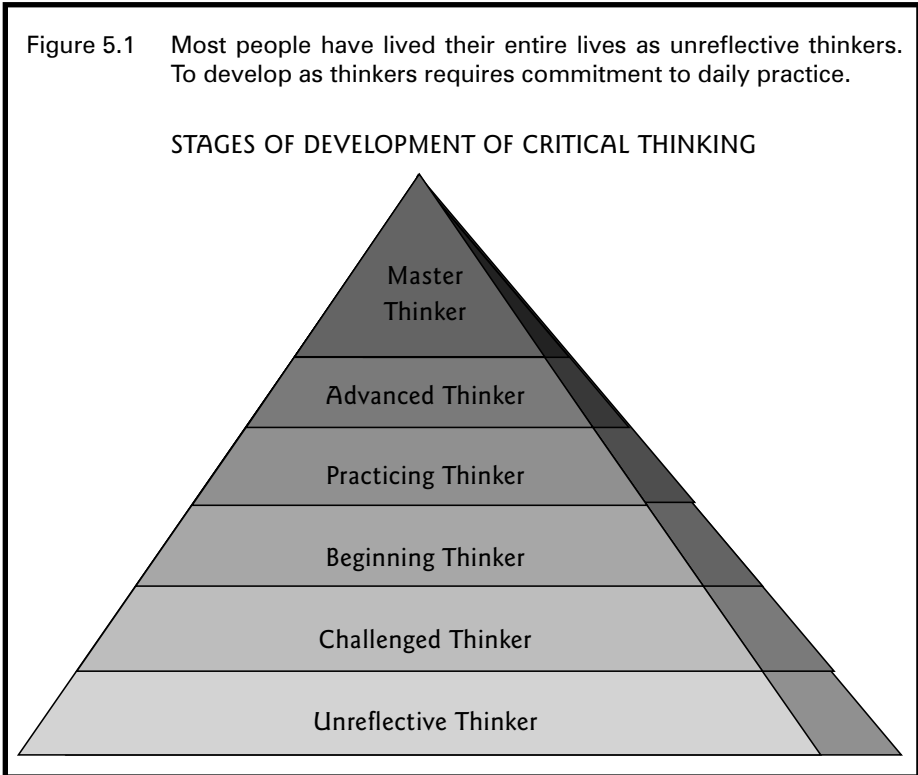 Figure 5.1 Most people have lived their entire lives as unreflective thinkers.
To develop as thinkers requires commitment to daily practice.
STAGES OF DEVELOPMENT OF CRITICAL THINKING
Master
Thinker
Advanced Thinker
Practicing Thinker
Beginning Thinker
Challenged Thinker
Unreflective Thinker